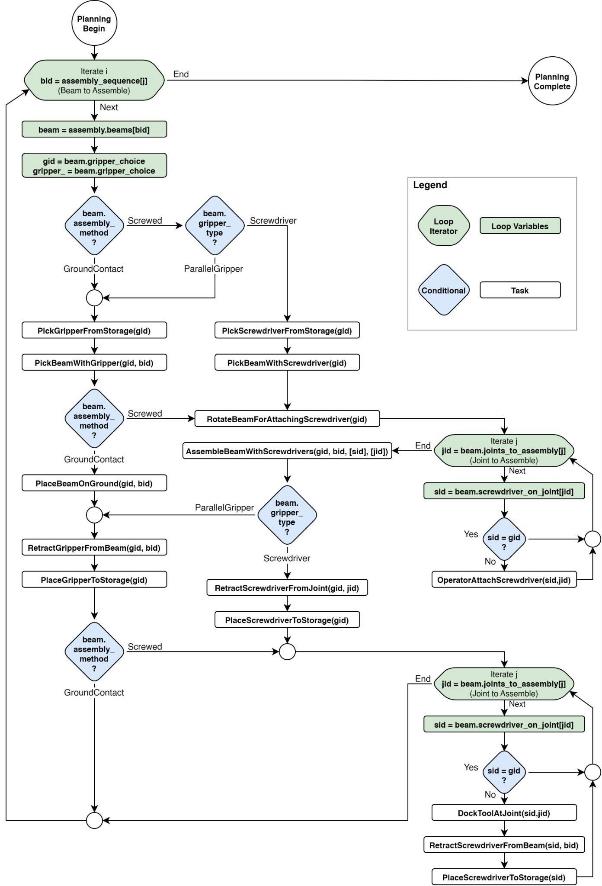 Planning
Begin
Iterate i
bid = assembly_sequence[j]
(Beam to Assemble)
End
Planning
Complete
Next
beam = assembly.beams[bid]
gid = beam.gripper_choice
gripper_ = beam.gripper_choice
beam.
assembly_
method
?
Screwed
beam.
gripper_
type
?
Screwdriver
GroundContact
ParallelGripper
Legend
Loop
Iterator
Loop Variables
Conditional
Task
PickGripperFromStorage(gid)
PickScrewdriverFromStorage(gid)
PickBeamWithGripper(gid, bid)
PickBeamWithScrewdriver(gid)
beam.
assembly_
method
?
Screwed
RotateBeamForAttachingScrewdriver(gid)
GroundContact
AssembleBeamWithScrewdrivers(gid, bid, [sid], [jid])
End
Iterate j
jid = beam.joints_to_assembly[j]
(Joint to Assemble)
Next
PlaceBeamOnGround(gid, bid)
sid = beam.screwdriver_on_joint[jid]
ParallelGripper
beam.
gripper_
type
?
Yes
sid = gid
?
No
RetractGripperFromBeam(gid, bid)
Screwdriver
PlaceGripperToStorage(gid)
RetractScrewdriverFromJoint(gid, jid)
OperatorAttachScrewdriver(sid,jid)
PlaceScrewdriverToStorage(gid)
beam.
assembly_
method
?
Screwed
GroundContact
End
Iterate j
jid = beam.joints_to_assembly[j]
(Joint to Assemble)
Next
sid = beam.screwdriver_on_joint[jid]
Yes
sid = gid
?
No
DockToolAtJoint(sid,jid)
RetractScrewdriverFromBeam(sid, bid)
PlaceScrewdriverToStorage(sid)